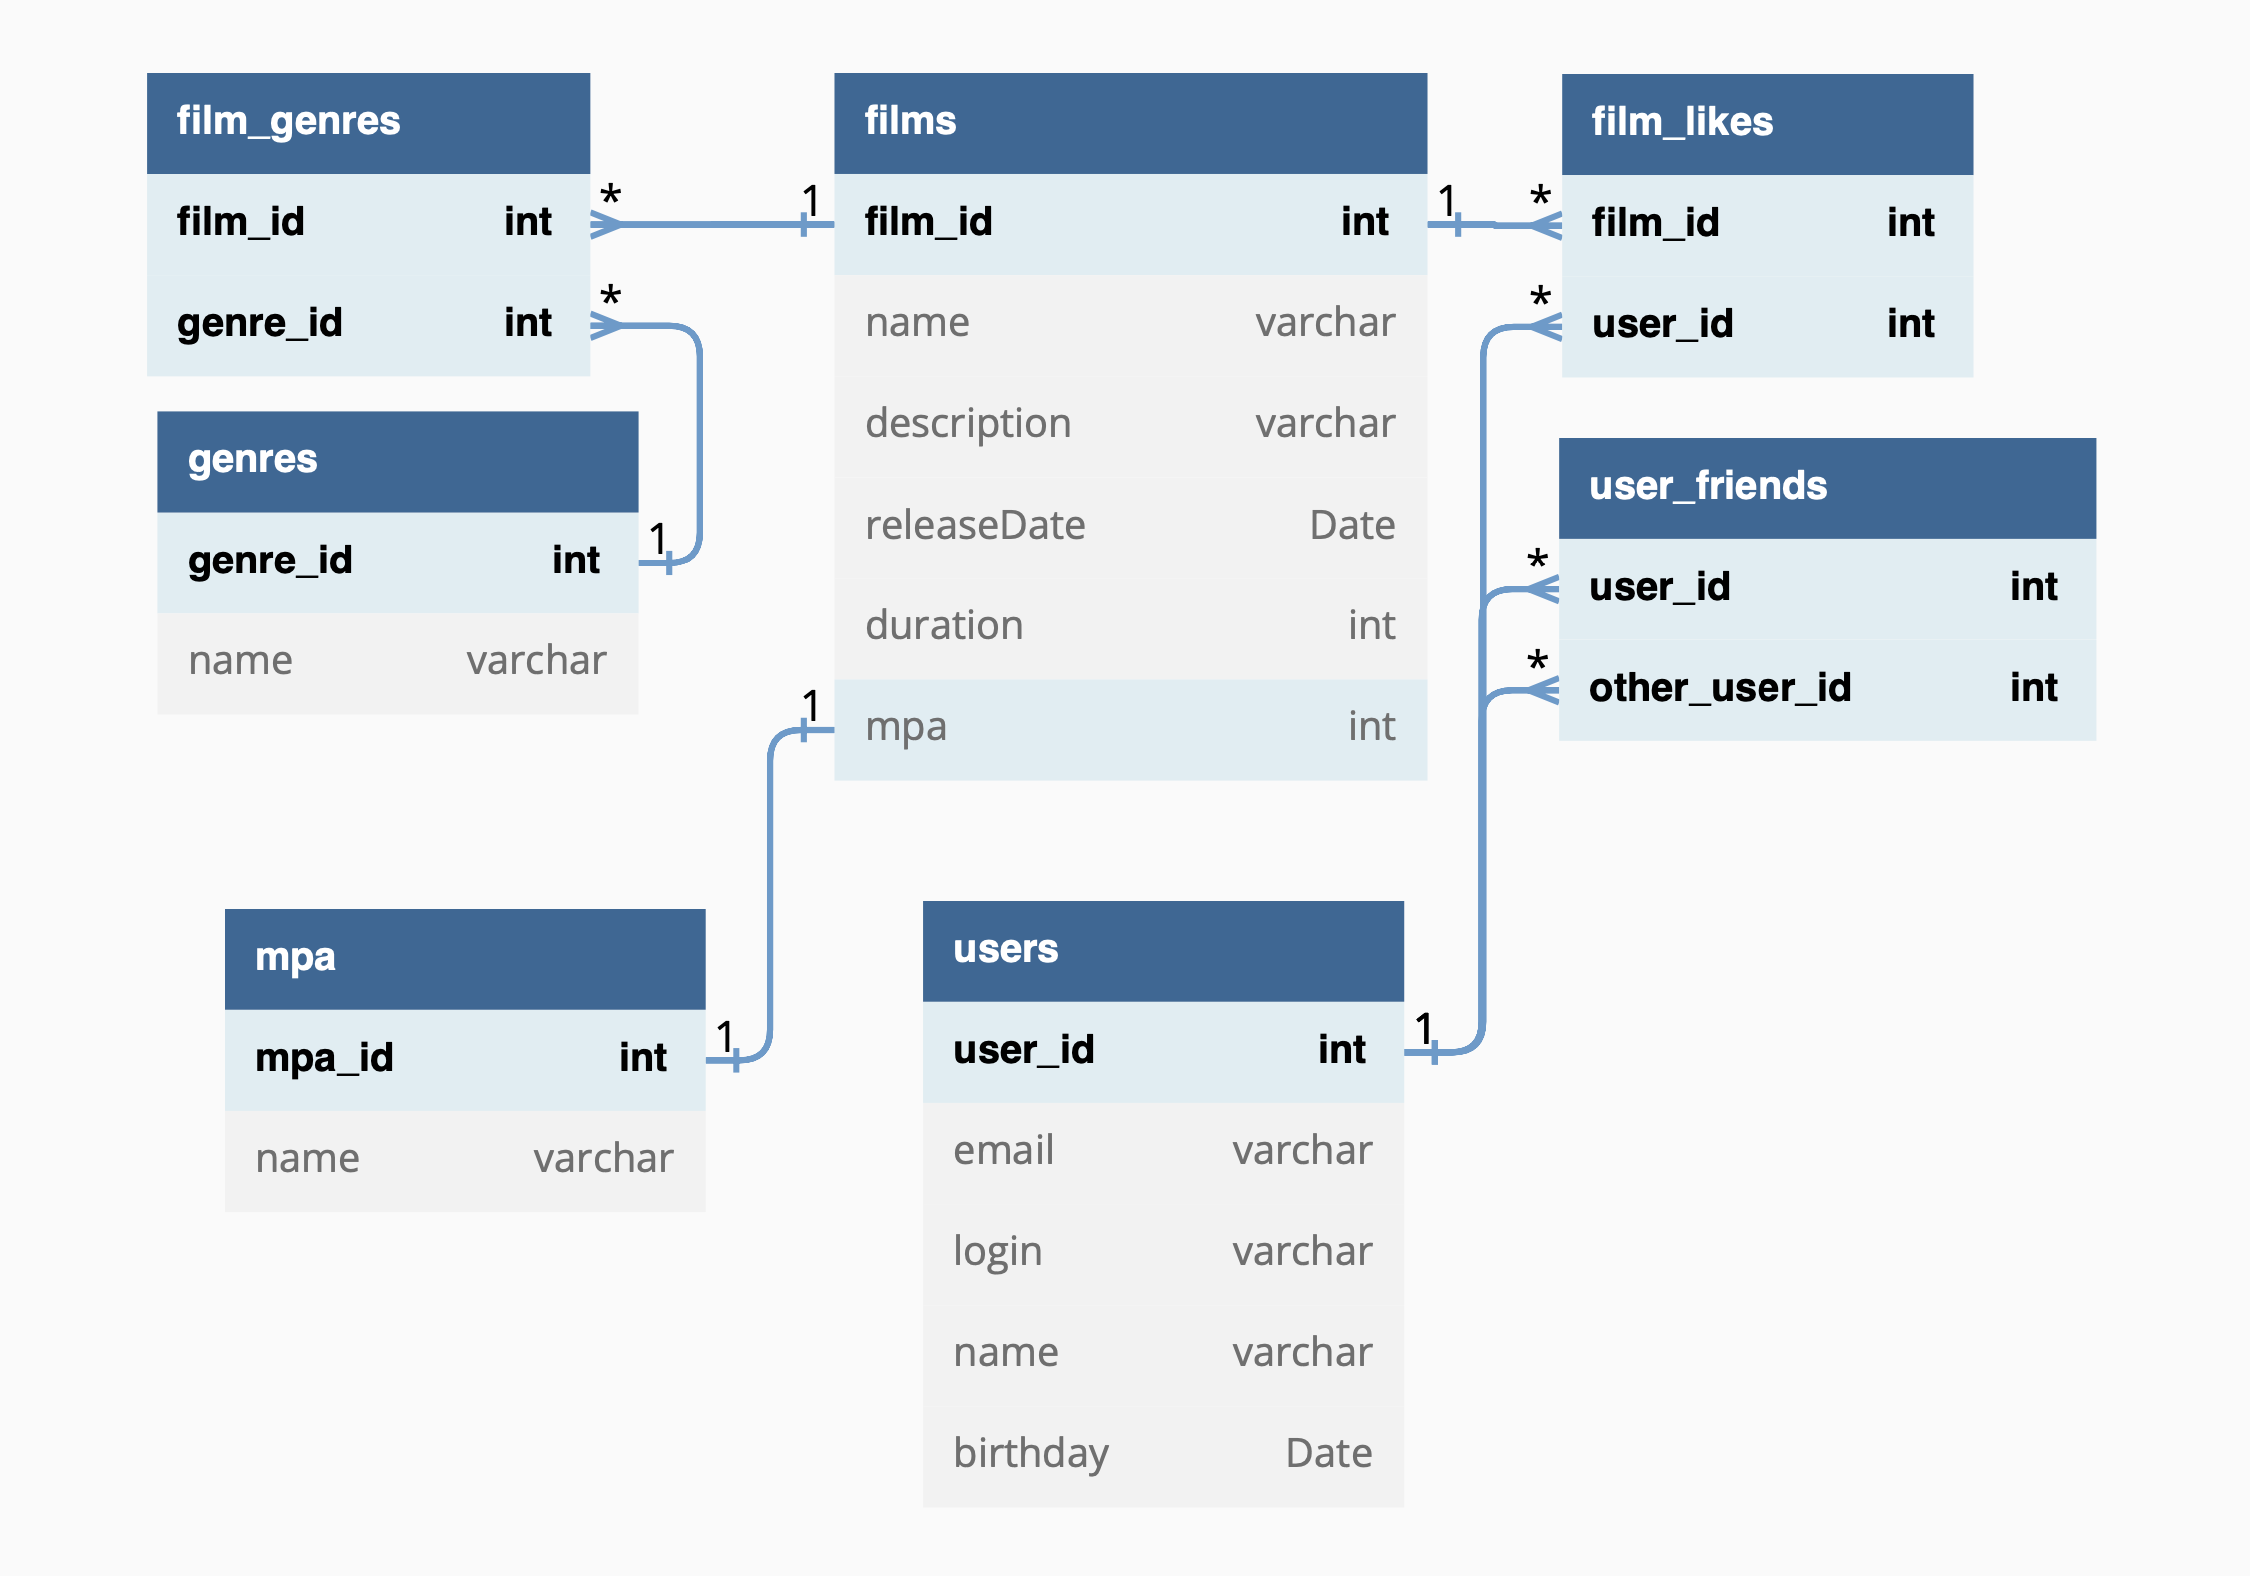 film_genres
film_id int
genre_id int
* 1
*
genres
genre_id int
name varchar
1
films
film_id int
name varchar
description varchar
releaseDate Date
duration int
mpa int
1
1 *
*
film_likes
film_id int
user_id int
user_friends
user_id int
other_user_id int
*
*
mpa
mpa_id int
name varchar
1
users
user_id int
email varchar
login varchar
name varchar
birthday Date
1